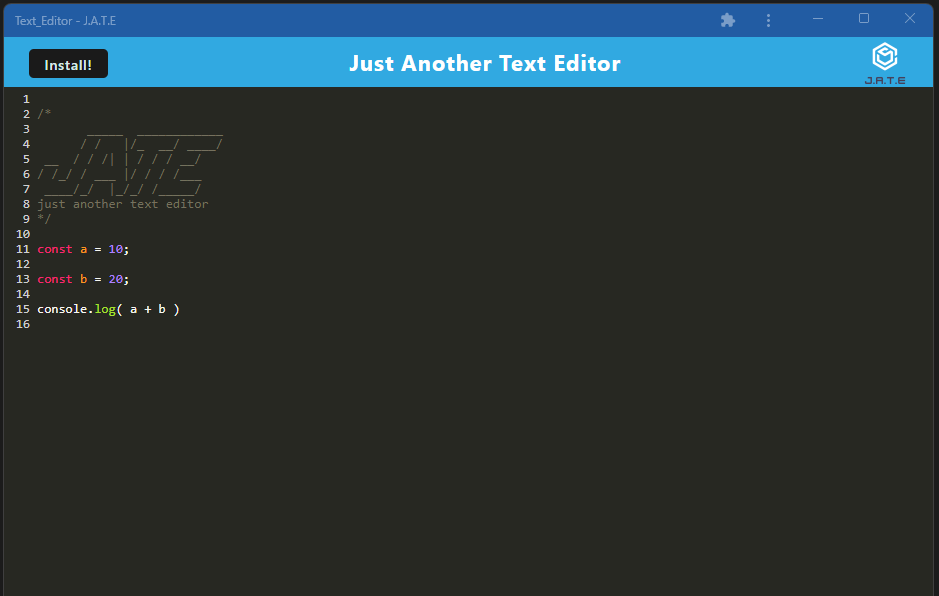 Text_Editor - J.A.T.E
Install!
Just Another Text Editor
J.A.T.E
1
2 /*
3        _____  ____________
4       / /   |/_  __/ ____/
5  __  / / /| | / / / __/
6 / /_/ / ___ |/ / / /___
7  ____/_/  |_/_/ /_____/
8 just another text editor
9 */
10
11 const a = 10;
12
13 const b = 20;
14
15 console.log( a + b )
16